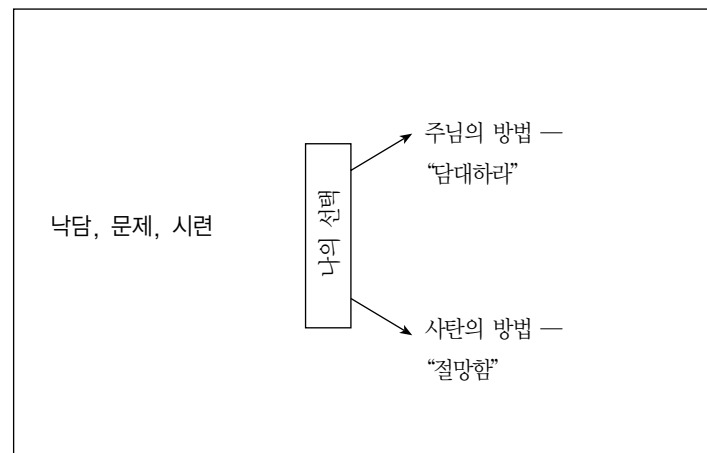 낙담, 문제, 시련
나의 선택
주님의 방법 —
“담대하라”
사탄의 방법 —
“절망함”